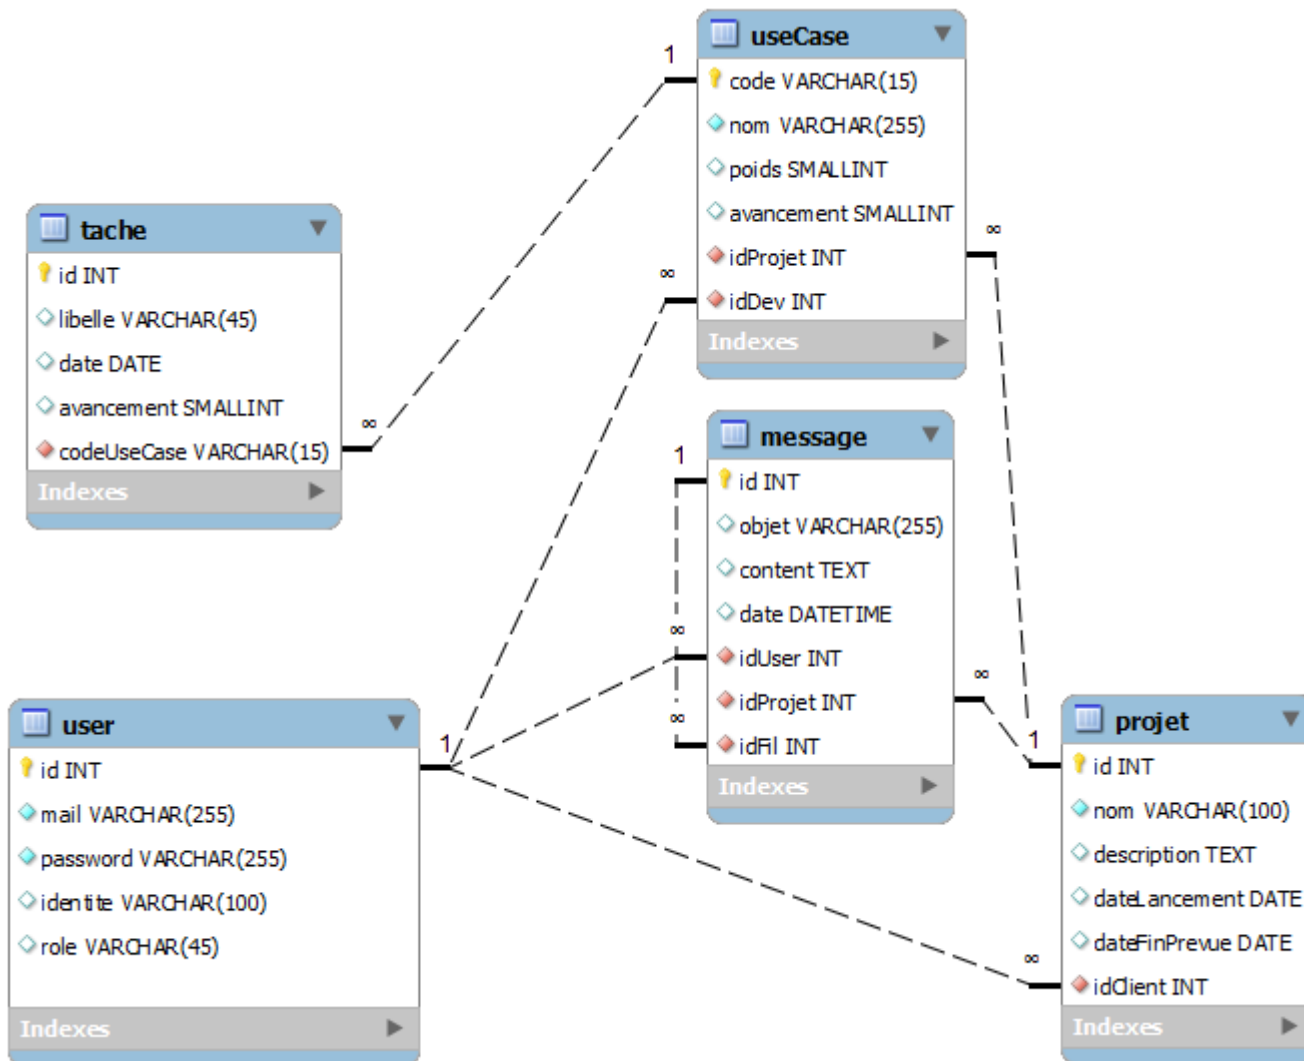 useCase
code VARCHAR(15)
nom VARCHAR(255)
poids SMALLINT
avancement SMALLINT
idProjet INT
idDev INT
Indexes
1
∞
∞
tache
id INT
libelle VARCHAR(45)
date DATE
avancement SMALLINT
codeUseCase VARCHAR(15)
Indexes
∞
message
id INT
objet VARCHAR(255)
content TEXT
date DATETIME
idUser INT
idProjet INT
idFil INT
Indexes
1
∞
∞
∞
user
id INT
mail VARCHAR(255)
password VARCHAR(255)
identite VARCHAR(100)
role VARCHAR(45)
Indexes
1
projet
id INT
nom VARCHAR(100)
description TEXT
dateLancement DATE
dateFinPrevue DATE
idClient INT
Indexes
1
∞